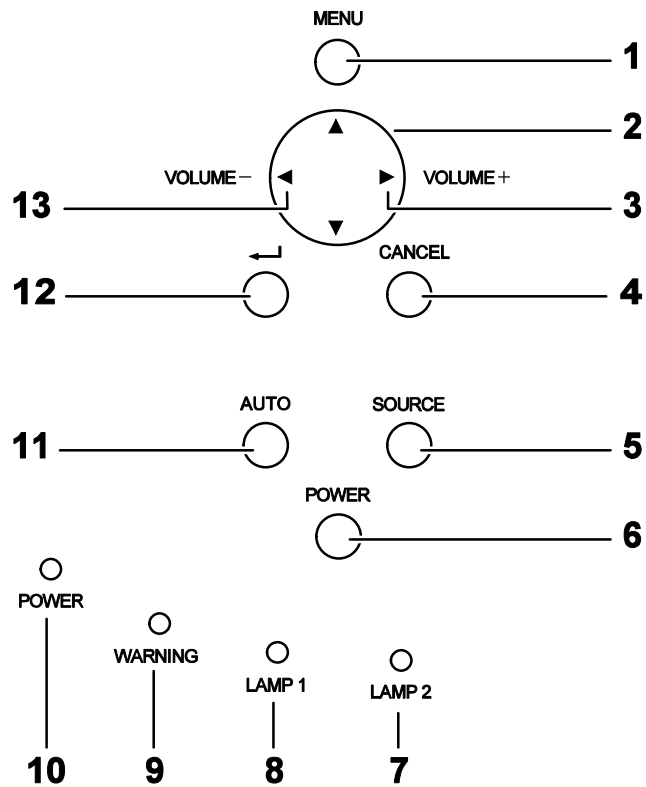 MENU
1
2
VOLUME－
VOLUME＋
13
3
CANCEL
12
4
AUTO
SOURCE
11
5
POWER
6
POWER
WARNING
LAMP 1
LAMP 2
10
9
8
7